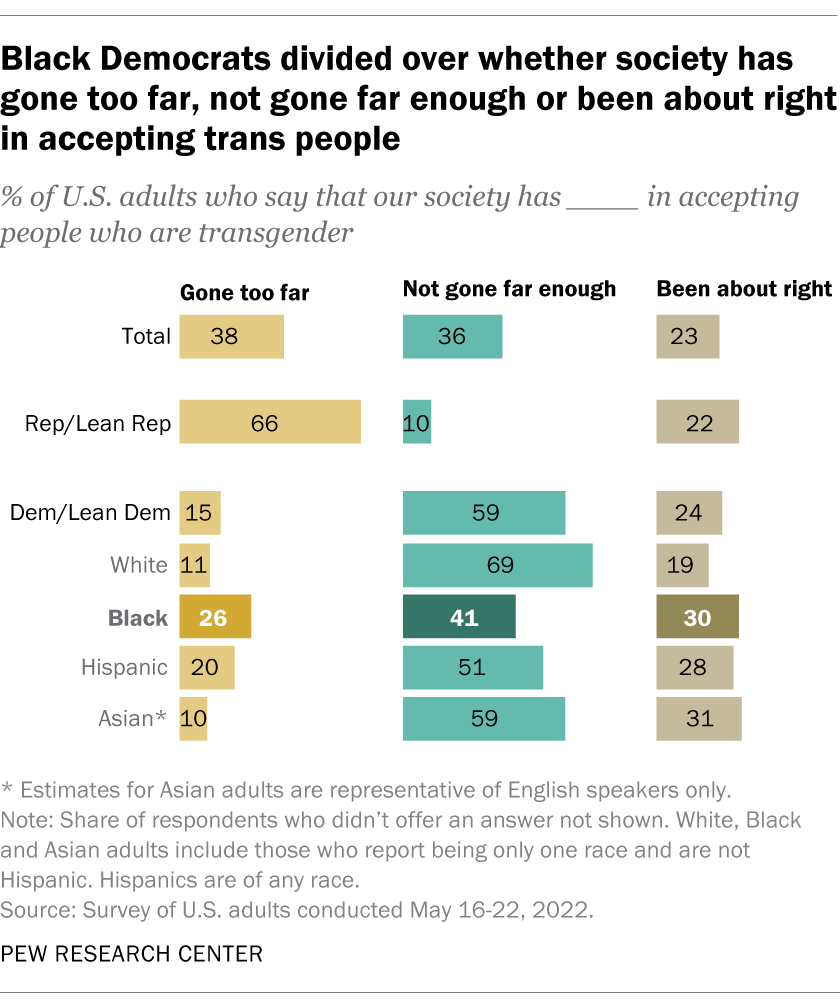 Black Democrats divided over whether society has
gone too far, not gone far enough or been about right
in accepting trans people
% of U.S. adults who say that our society has ____ in accepting
people who are transgender
Gone too far Not gone far enough Been about right
Total 38 36 23
Rep/Lean Rep 66 10 22
Dem/Lean Dem 15 59 24
White 11 69 19
Black 26 41 30
Hispanic 20 51 28
Asian* 10 59 31
* Estimates for Asian adults are representative of English speakers only.
Note: Share of respondents who didn’t offer an answer not shown. White, Black
and Asian adults include those who report being only one race and are not
Hispanic. Hispanics are of any race.
Source: Survey of U.S. adults conducted May 16-22, 2022.
PEW RESEARCH CENTER